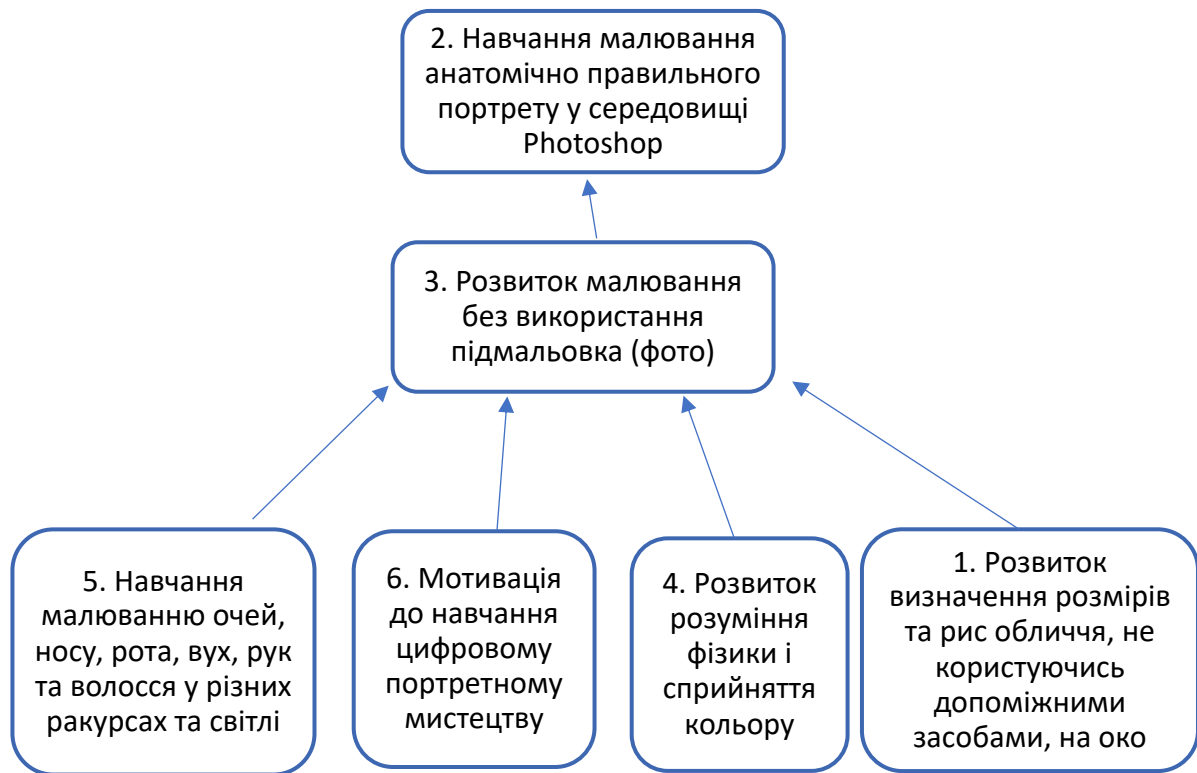 2. Навчання малювання
анатомічно правильного
портрету у середовищі
Photoshop
3. Розвиток малювання
без використання
підмальовка (фото)
5. Навчання
малюванню очей,
носу, рота, вух, рук
та волосся у різних
ракурсах та світлі
6. Мотивація
до навчання
цифровому
портретному
мистецтву
4. Розвиток
розуміння
фізики і
сприйняття
кольору
1. Розвиток
визначення розмірів
та рис обличчя, не
користуючись
допоміжними
засобами, на око